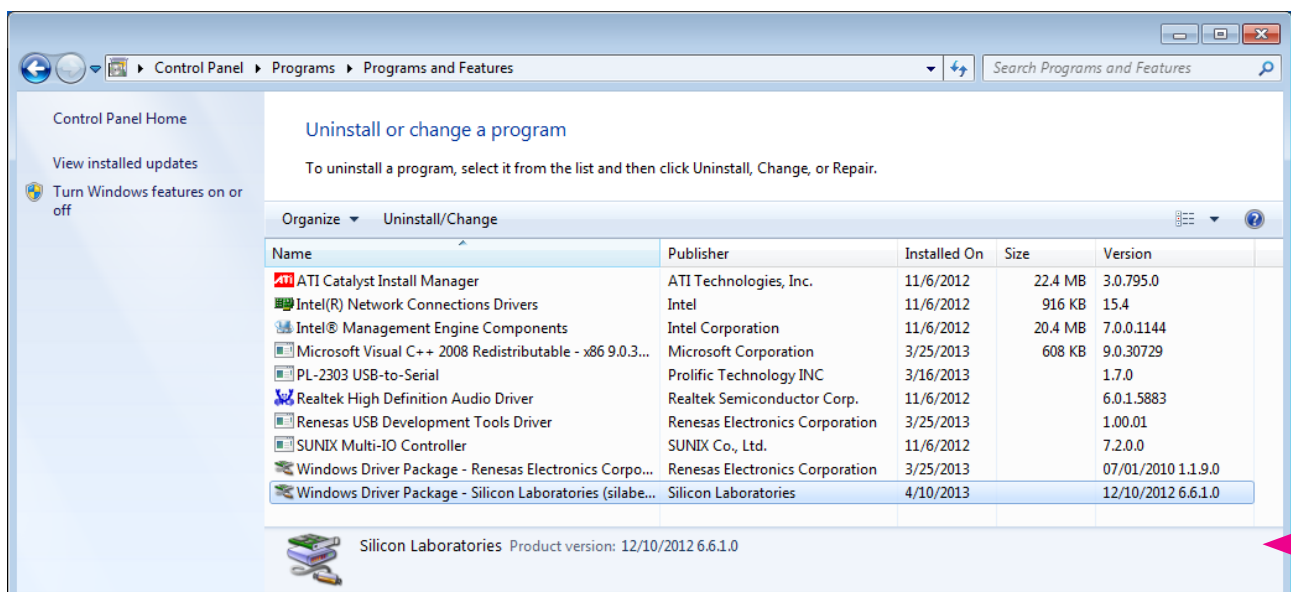 Control Panel Programs Programs and Features Search Programs and Features
Control Panel Home
View installed updates
Turn Windows features on or
off
Uninstall or change a program
To uninstall a program, select it from the list and then click Uninstall, Change, or Repair.
Organize Uninstall/Change
Name Publisher Installed On Size Version
ATI ATI Catalyst Install Manager ATI Technologies, Inc. 11/6/2012 22.4 MB 3.0.795.0
Intel(R) Network Connections Drivers Intel 11/6/2012 916 KB 15.4
Intel® Management Engine Components Intel Corporation 11/6/2012 20.4 MB 7.0.0.1144
Microsoft Visual C++ 2008 Redistributable - x86 9.0.3... Microsoft Corporation 3/25/2013 608 KB 9.0.30729
PL-2303 USB-to-Serial Prolific Technology INC 3/16/2013 1.7.0
Realtek High Definition Audio Driver Realtek Semiconductor Corp. 11/6/2012 6.0.1.5883
Renesas USB Development Tools Driver Renesas Electronics Corporation 3/25/2013 1.00.01
SUNIX Multi-IO Controller SUNIX Co., Ltd. 11/6/2012 7.2.0.0
Windows Driver Package - Renesas Electronics Corpo... Renesas Electronics Corporation 3/25/2013 07/01/2010 1.1.9.0
Windows Driver Package - Silicon Laboratories (silabe... Silicon Laboratories 4/10/2013 12/10/2012 6.6.1.0
Silicon Laboratories Product version: 12/10/2012 6.6.1.0